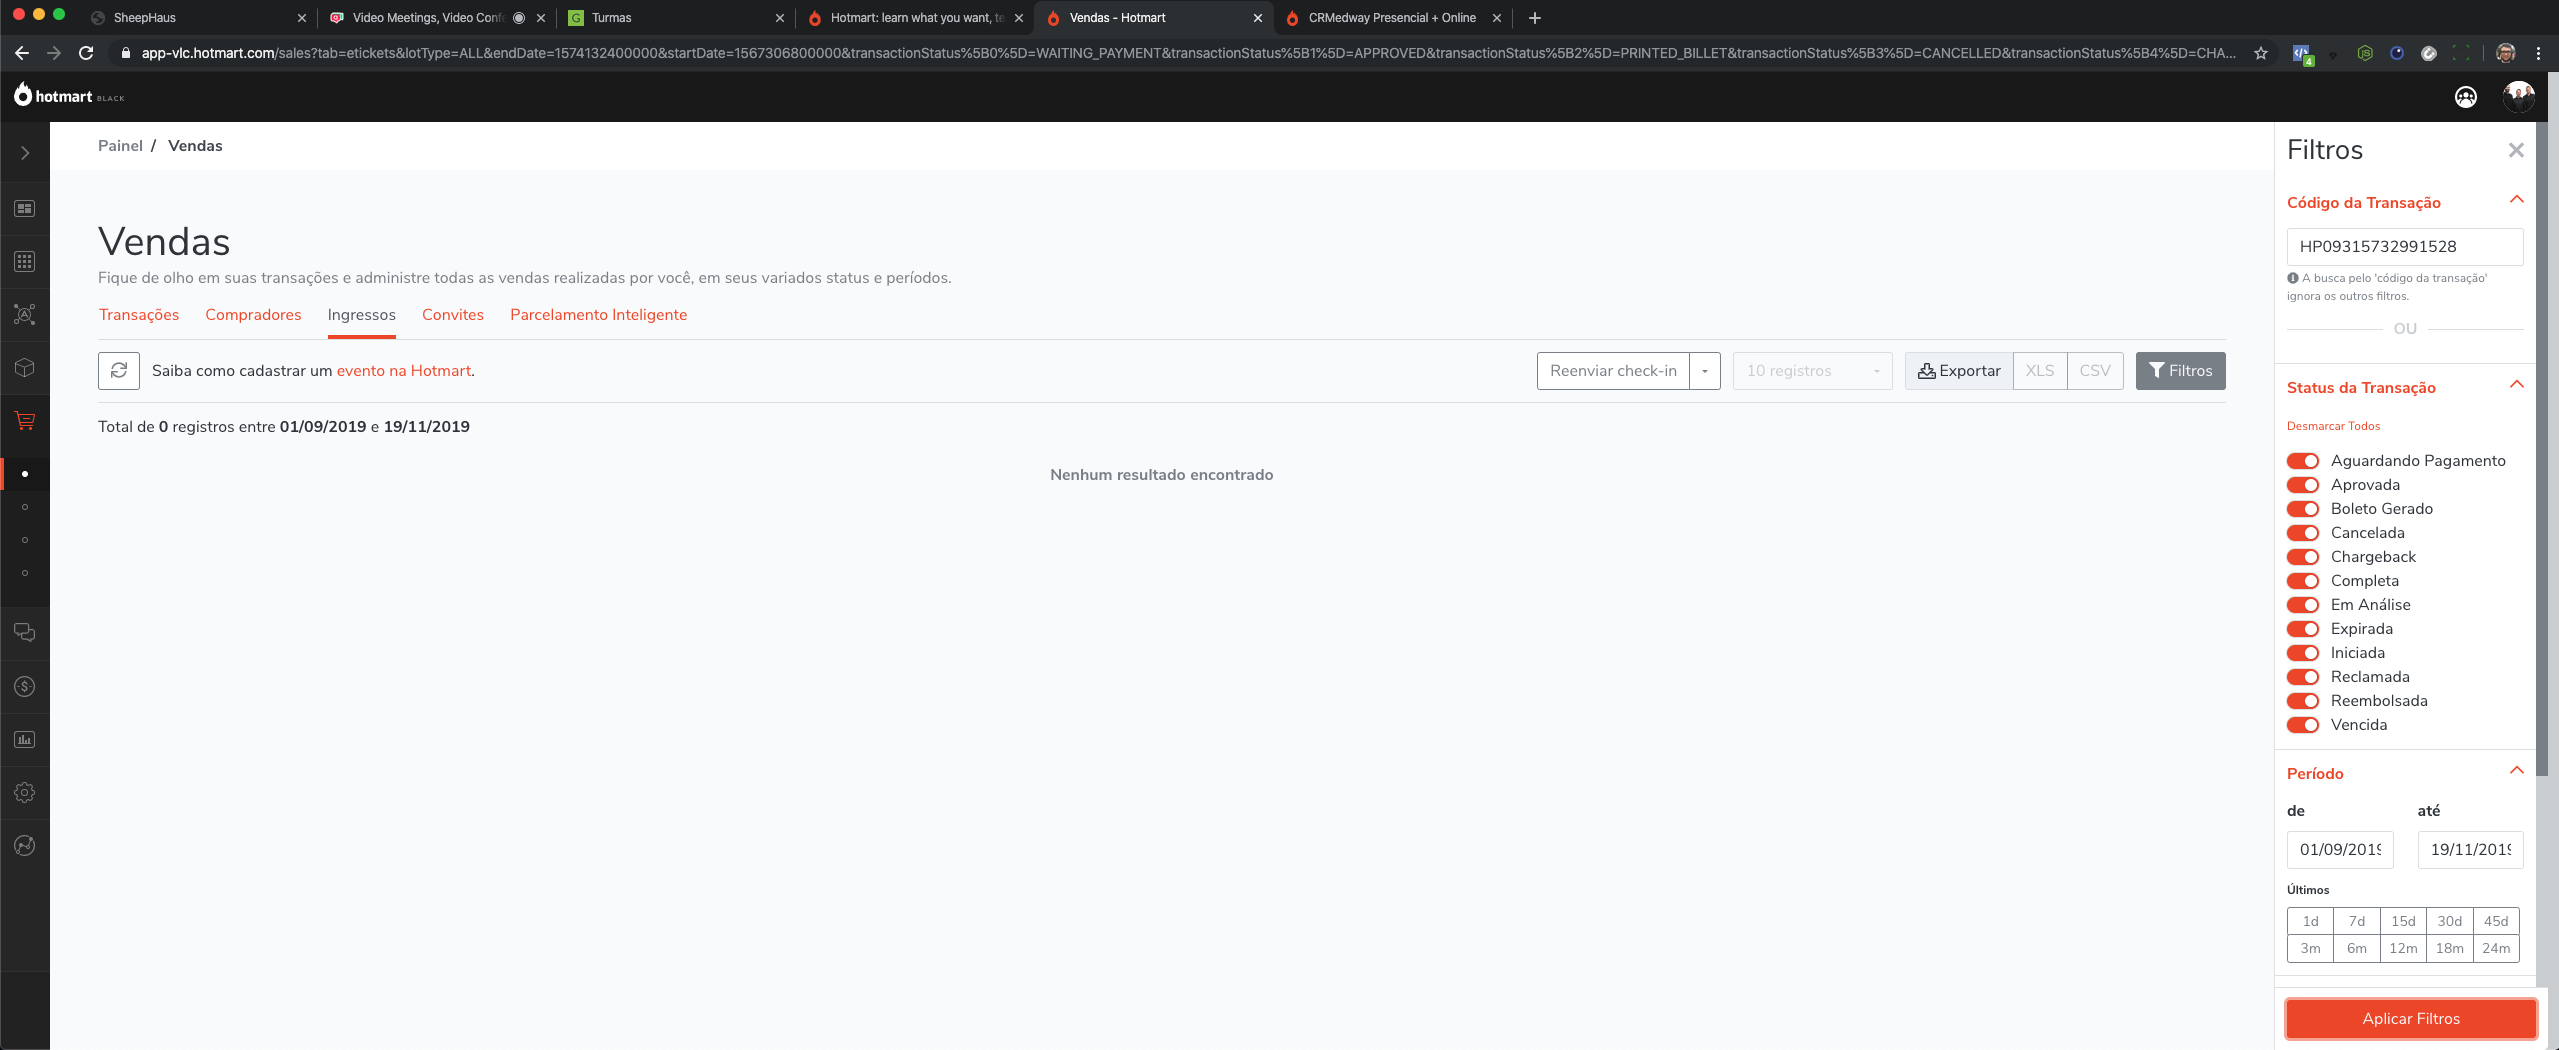 SheepHaus
Video Meetings, Video Confe
Turmas
Hotmart: learn what you want, te
Vendas - Hotmart
CRMedway Presencial + Online
app-vlc.hotmart.com/sales?tab=etickets&lotType=ALL&endDate=1574132400000&startDate=1567306800000&transactionStatus%5B0%5D=WAITING_PAYMENT&transactionStatus%5B1%5D=APPROVED&transactionStatus%5B2%5D=PRINTED_BILLET&transactionStatus%5B3%5D=CANCELLED&transactionStatus%5B4%5D=CHA...
4
hotmart BLACK
Painel / Vendas
Vendas
Fique de olho em suas transações e administre todas as vendas realizadas por você, em seus variados status e períodos.
Transações Compradores Ingressos Convites Parcelamento Inteligente
Saiba como cadastrar um evento na Hotmart.
Reenviar check-in
10 registros
Exportar XLS CSV
Filtros
Total de 0 registros entre 01/09/2019 e 19/11/2019
Nenhum resultado encontrado
Filtros
Código da Transação
HP09315732991528
A busca pelo 'código da transação'
ignora os outros filtros.
OU
Status da Transação
Desmarcar Todos
Aguardando Pagamento
Aprovada
Boleto Gerado
Cancelada
Chargeback
Completa
Em Análise
Expirada
Iniciada
Reclamada
Reembolsada
Vencida
Período
de até
01/09/2019 19/11/2019
Últimos
1d 7d 15d 30d 45d
3m 6m 12m 18m 24m
Aplicar Filtros